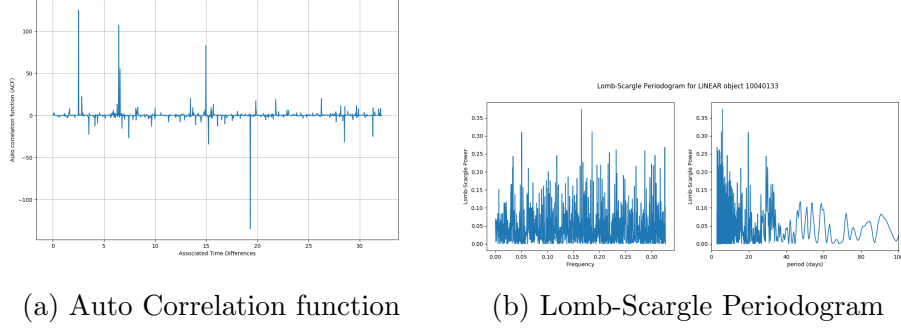 Auto correlation function (ACF)
100
50
0
−50
−100
0 5 10 15 20 25 30
Associated Time Differences
Lomb-Scargle Periodogram for LINEAR object 10040133
Lomb-Scargle Power
0.35
0.30
0.25
0.20
0.15
0.10
0.05
0.00
0.00 0.05 0.10 0.15 0.20 0.25 0.30
Frequency
Lomb-Scargle Power
0.35
0.30
0.25
0.20
0.15
0.10
0.05
0.00
0 20 40 60 80 100
period (days)
(a) Auto Correlation function
(b) Lomb-Scargle Periodogram